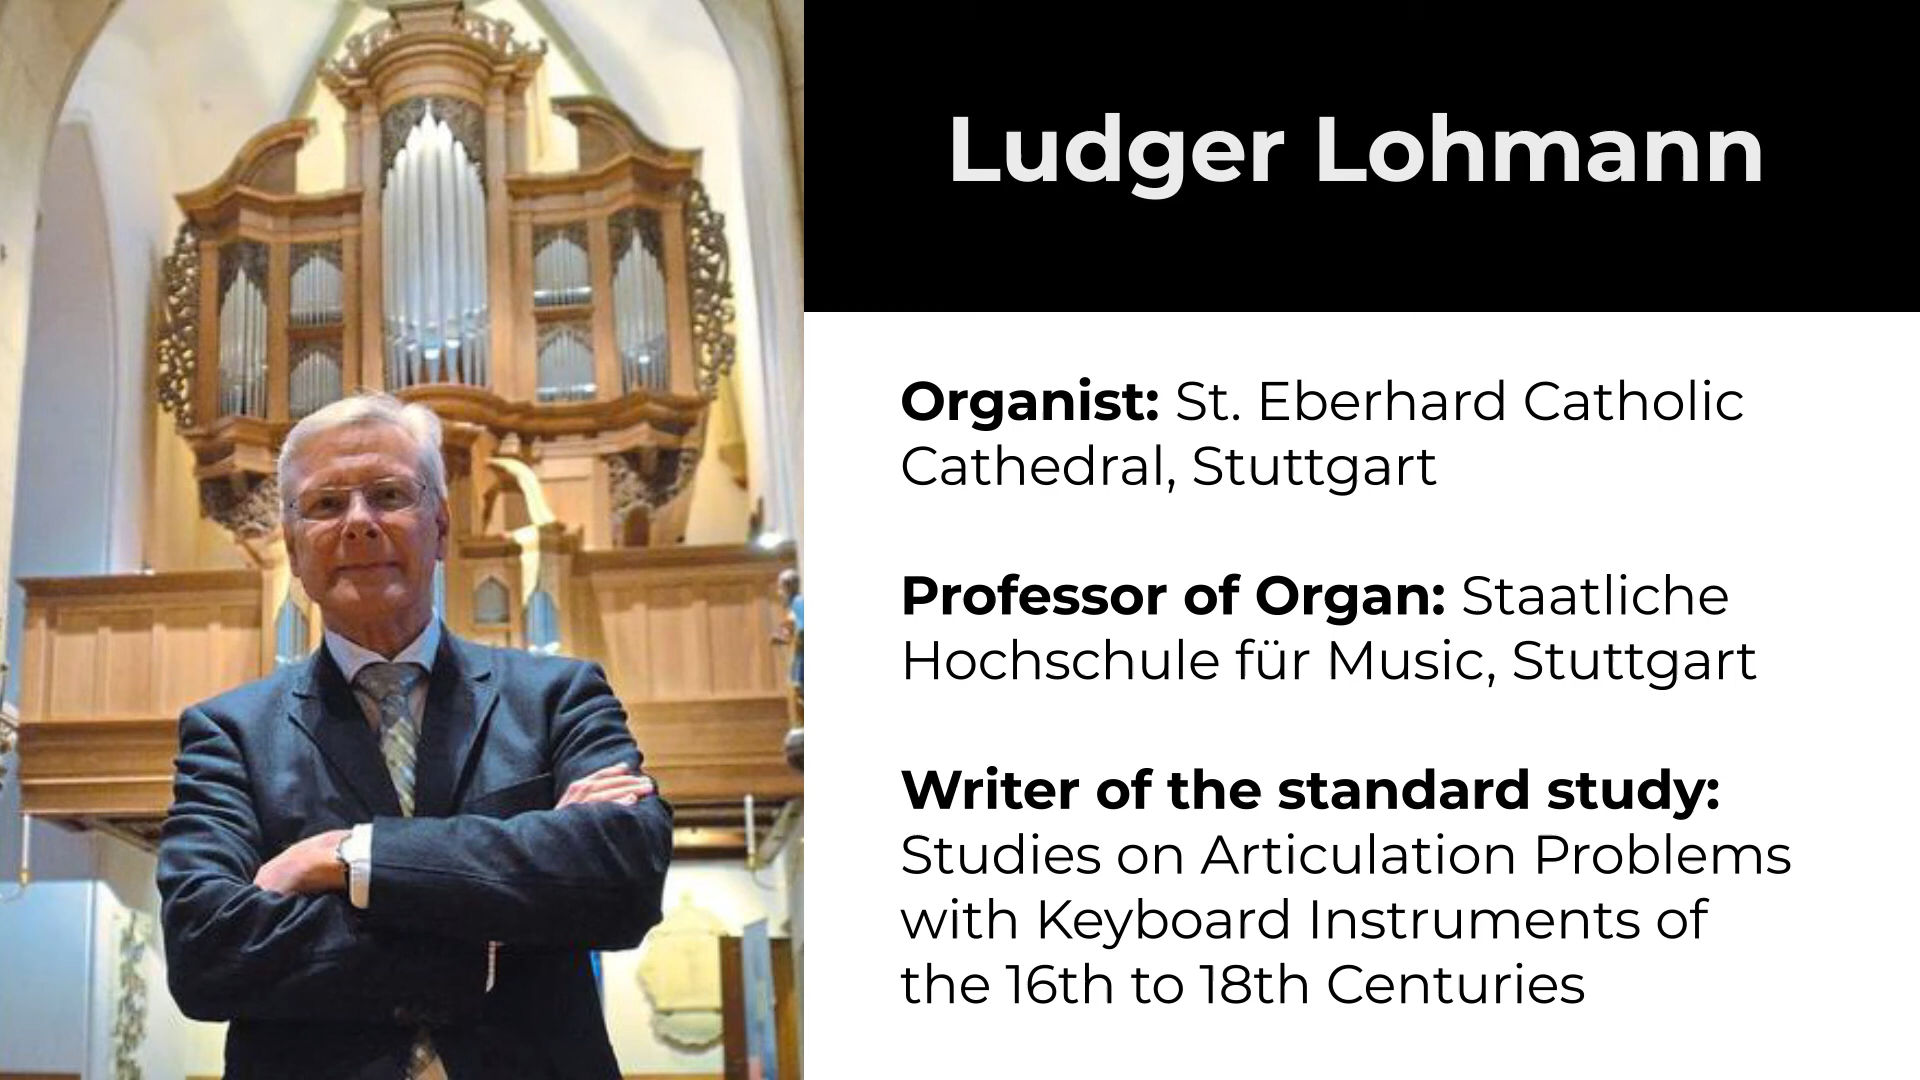 Ludger Lohmann
Organist: St. Eberhard Catholic
Cathedral, Stuttgart
Professor of Organ: Staatliche
Hochschule für Music, Stuttgart
Writer of the standard study:
Studies on Articulation Problems
with Keyboard Instruments of
the 16th to 18th Centuries